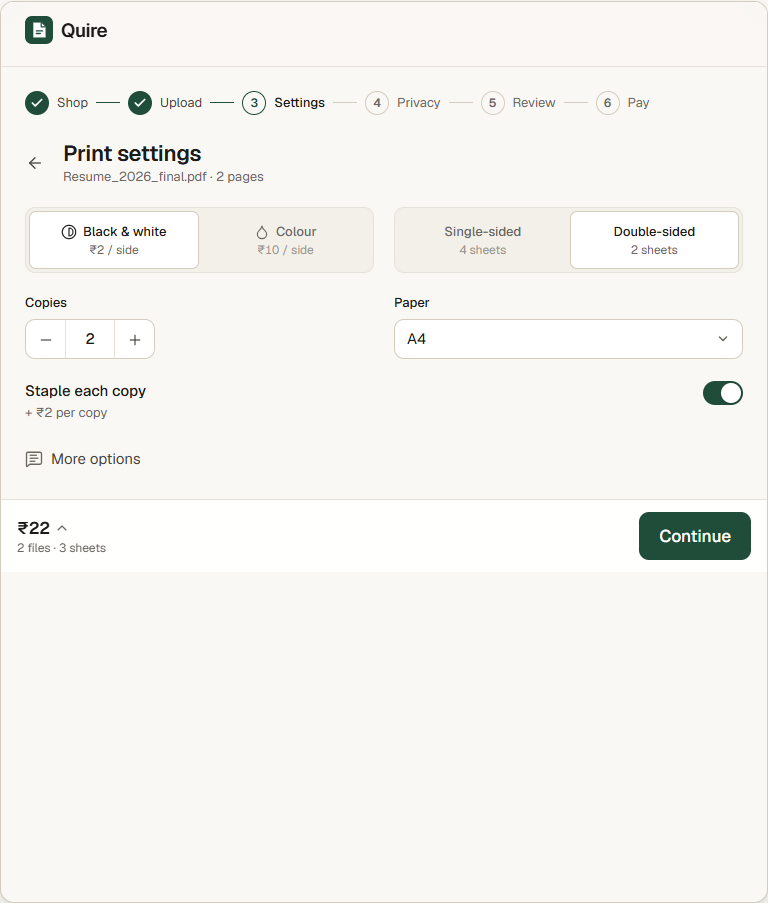 Quire
Shop
Upload
3 Settings
4 Privacy
5 Review
6 Pay
Print settings
Resume_2026_final.pdf · 2 pages
Black & white
₹2 / side
Colour
₹10 / side
Single-sided
4 sheets
Double-sided
2 sheets
Copies
2
Paper
A4
Staple each copy
+ ₹2 per copy
More options
₹22
2 files · 3 sheets
Continue